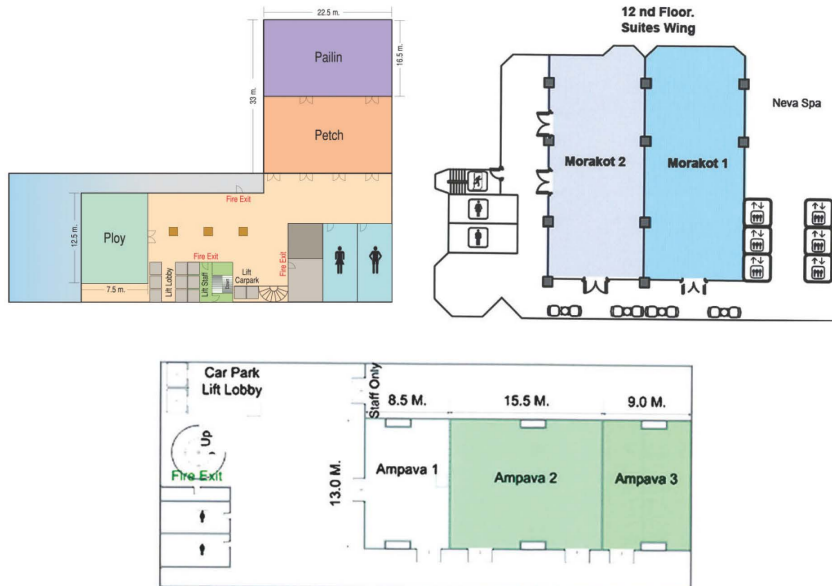 22.5 m.
Pailin
16.5 m.
33 m.
Petch
Fire Exit
Ploy
12.5 m.
7.5 m.
Fire Exit
Fire Exit
Lift Lobby
Lift Staff
Lift
Carpark
12 nd Floor.
Suites Wing
Neva Spa
Morakot 2
Morakot 1
Car Park
Lift Lobby
Staff Only
8.5 M.
15.5 M.
9.0 M.
Up
Fire Exit
13.0 M.
Ampava 1
Ampava 2
Ampava 3